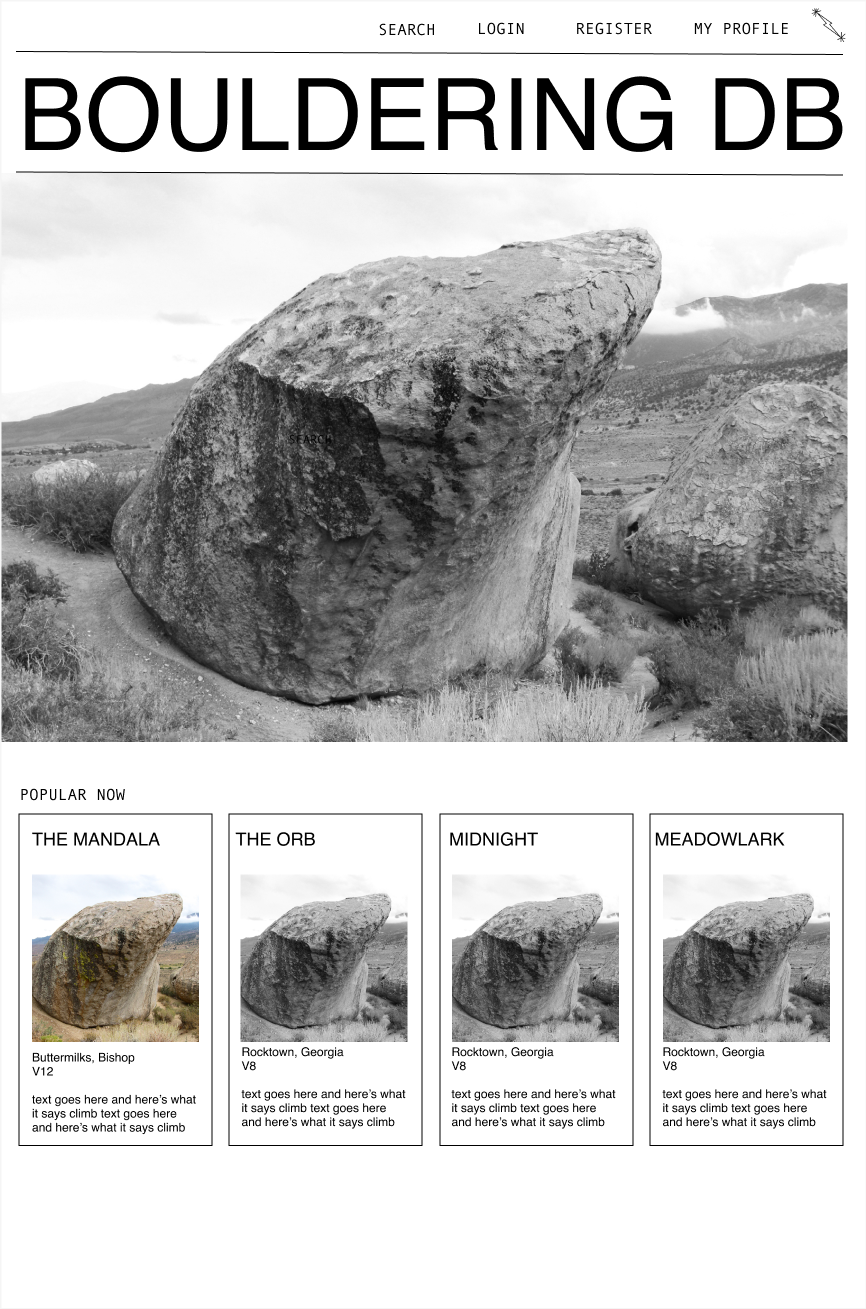 SEARCH LOGIN REGISTER MY PROFILE
BOULDERING DB
SEARCH
POPULAR NOW
THE MANDALA
Buttermilks, Bishop
V12
text goes here and here's what
it says climb text goes here
and here's what it says climb
THE ORB
Rocktown, Georgia
V8
text goes here and here's what
it says climb text goes here
and here's what it says climb
MIDNIGHT
Rocktown, Georgia
V8
text goes here and here's what
it says climb text goes here
and here's what it says climb
MEADOWLARK
Rocktown, Georgia
V8
text goes here and here's what
it says climb text goes here
and here's what it says climb